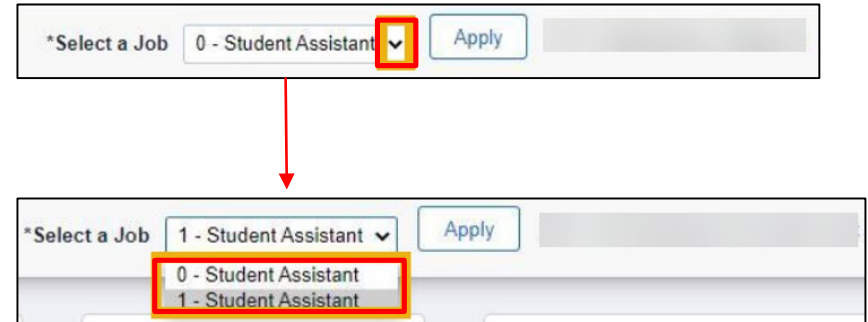 *Select a Job 0 - Student Assistant Apply
*Select a Job 1 - Student Assistant Apply
0 - Student Assistant
1 - Student Assistant